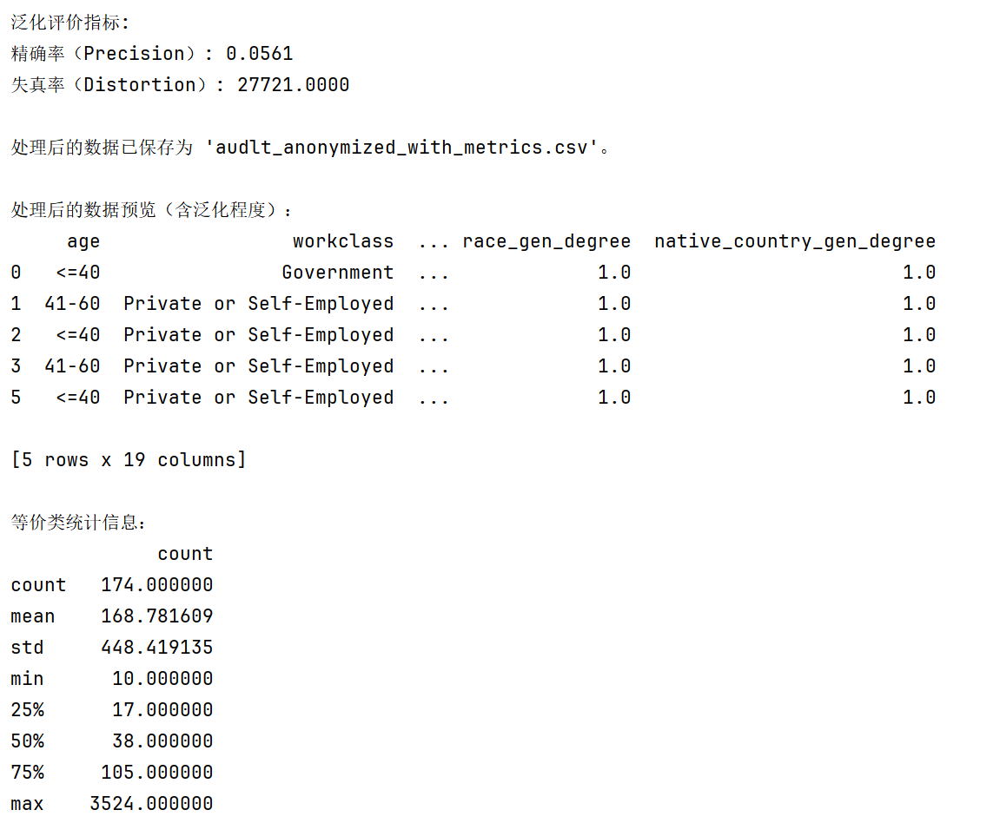 泛化评价指标:
精确率（Precision）: 0.0561
失真率（Distortion）: 27721.0000
处理后的数据已保存为 'audlt_anonymized_with_metrics.csv'。
处理后的数据预览（含泛化程度）:
age workclass ... race_gen_degree native_country_gen_degree
0 <=40 Government ... 1.0 1.0
1 41-60 Private or Self-Employed ... 1.0 1.0
2 <=40 Private or Self-Employed ... 1.0 1.0
3 41-60 Private or Self-Employed ... 1.0 1.0
5 <=40 Private or Self-Employed ... 1.0 1.0
[5 rows x 19 columns]
等价类统计信息:
count
count 174.000000
mean 168.781609
std 448.419135
min 10.000000
25% 17.000000
50% 38.000000
75% 105.000000
max 3524.000000